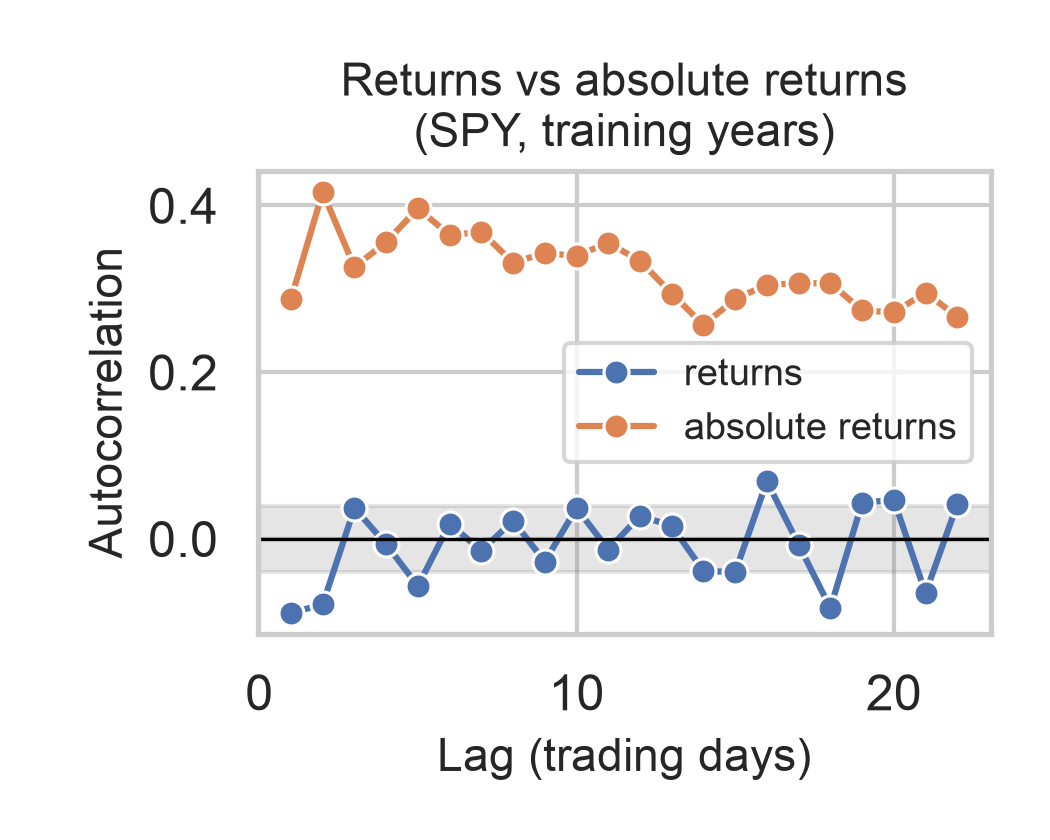 Returns vs absolute returns
(SPY, training years)
Autocorrelation
0.4
0.2
0.0
returns
absolute returns
0
10
20
Lag (trading days)